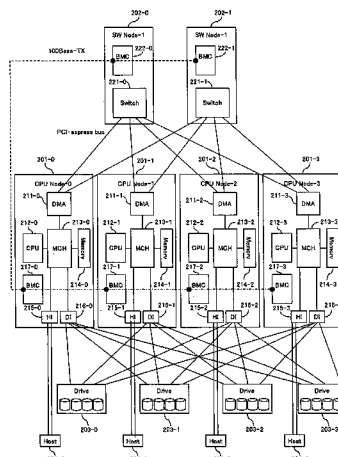 202-0
202-1
SW Node-1
SW Node-1
100Base-TX
BMC
222-0
BMC
222-1
221-0
221-1
Switch
Switch
PCI-express bus
201-0
201-1
201-2
201-3
CPU Node-0
CPU Node-1
CPU Node-2
CPU Node-3
211-0
211-1
211-2
211-3
DMA
DMA
DMA
DMA
212-0
213-0
212-1
213-1
212-2
213-2
212-3
213-3
CPU
MCH
Memory
CPU
MCH
Memory
CPU
MCH
Memory
CPU
MCH
Memory
217-0
217-1
217-2
217-3
BMC
214-0
BMC
214-1
BMC
214-2
BMC
214-3
215-0
216-0
215-1
216-1
215-2
216-2
215-3
HI
DI
HI
DI
HI
DI
HI
DI
Drive
Drive
Drive
Drive
203-0
203-1
203-2
203-3
Host
Host
Host
Host